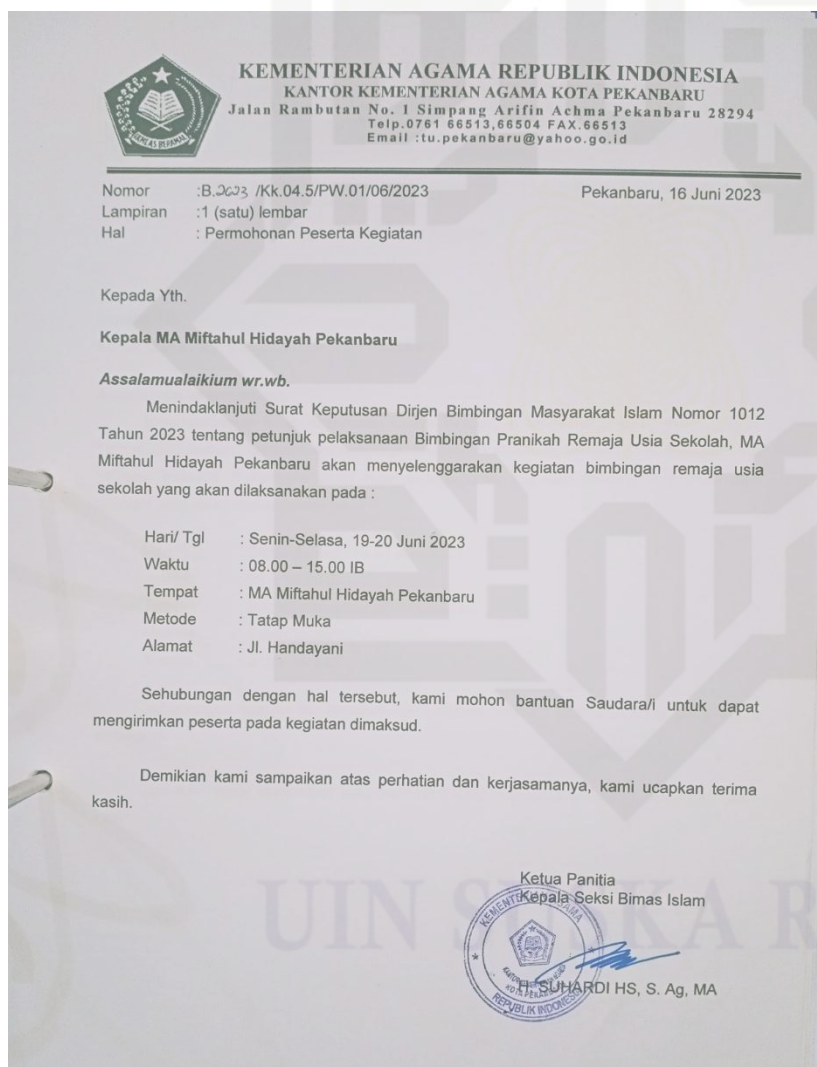 KEMENTERIAN AGAMA REPUBLIK INDONESIA
KANTOR KEMENTERIAN AGAMA KOTA PEKANBARU
Jalan Rambutan No. 1 Simpang Arifin Achma Pekanbaru 28294
Telp.0761 66513,66504 FAX.66513
Email :tu.pekanbaru@yahoo.go.id
Nomor :B. /Kk.04.5/PW.01/06/2023 Pekanbaru, 16 Juni 2023
Lampiran :1 (satu) lembar
Hal : Permohonan Peserta Kegiatan
Kepada Yth.
Kepala MA Miftahul Hidayah Pekanbaru
Assalamualaikium wr.wb.
Menindaklanjuti Surat Keputusan Dirjen Bimbingan Masyarakat Islam Nomor 1012
Tahun 2023 tentang petunjuk pelaksanaan Bimbingan Pranikah Remaja Usia Sekolah, MA
Miftahul Hidayah Pekanbaru akan menyelenggarakan kegiatan bimbingan remaja usia
sekolah yang akan dilaksanakan pada :
Hari/ Tgl : Senin-Selasa, 19-20 Juni 2023
Waktu : 08.00 – 15.00 IB
Tempat : MA Miftahul Hidayah Pekanbaru
Metode : Tatap Muka
Alamat : Jl. Handayani
Sehubungan dengan hal tersebut, kami mohon bantuan Saudara/i untuk dapat
mengirimkan peserta pada kegiatan dimaksud.
Demikian kami sampaikan atas perhatian dan kerjasamanya, kami ucapkan terima
kasih.
Ketua Panitia
Kepala Seksi Bimas Islam
UIN SUSKA R
KEMENTERIAN AGAMA
REPUBLIK INDONESIA
H. SUHARDI HS, S. Ag, MA